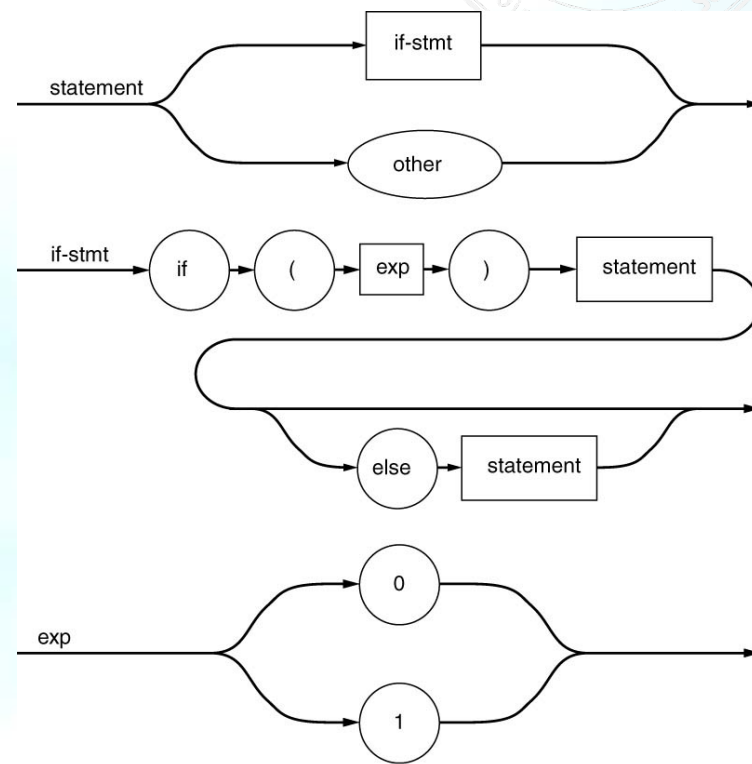 if-stmt
statement
other
if-stmt
if ( exp ) statement
else statement
0
exp
1